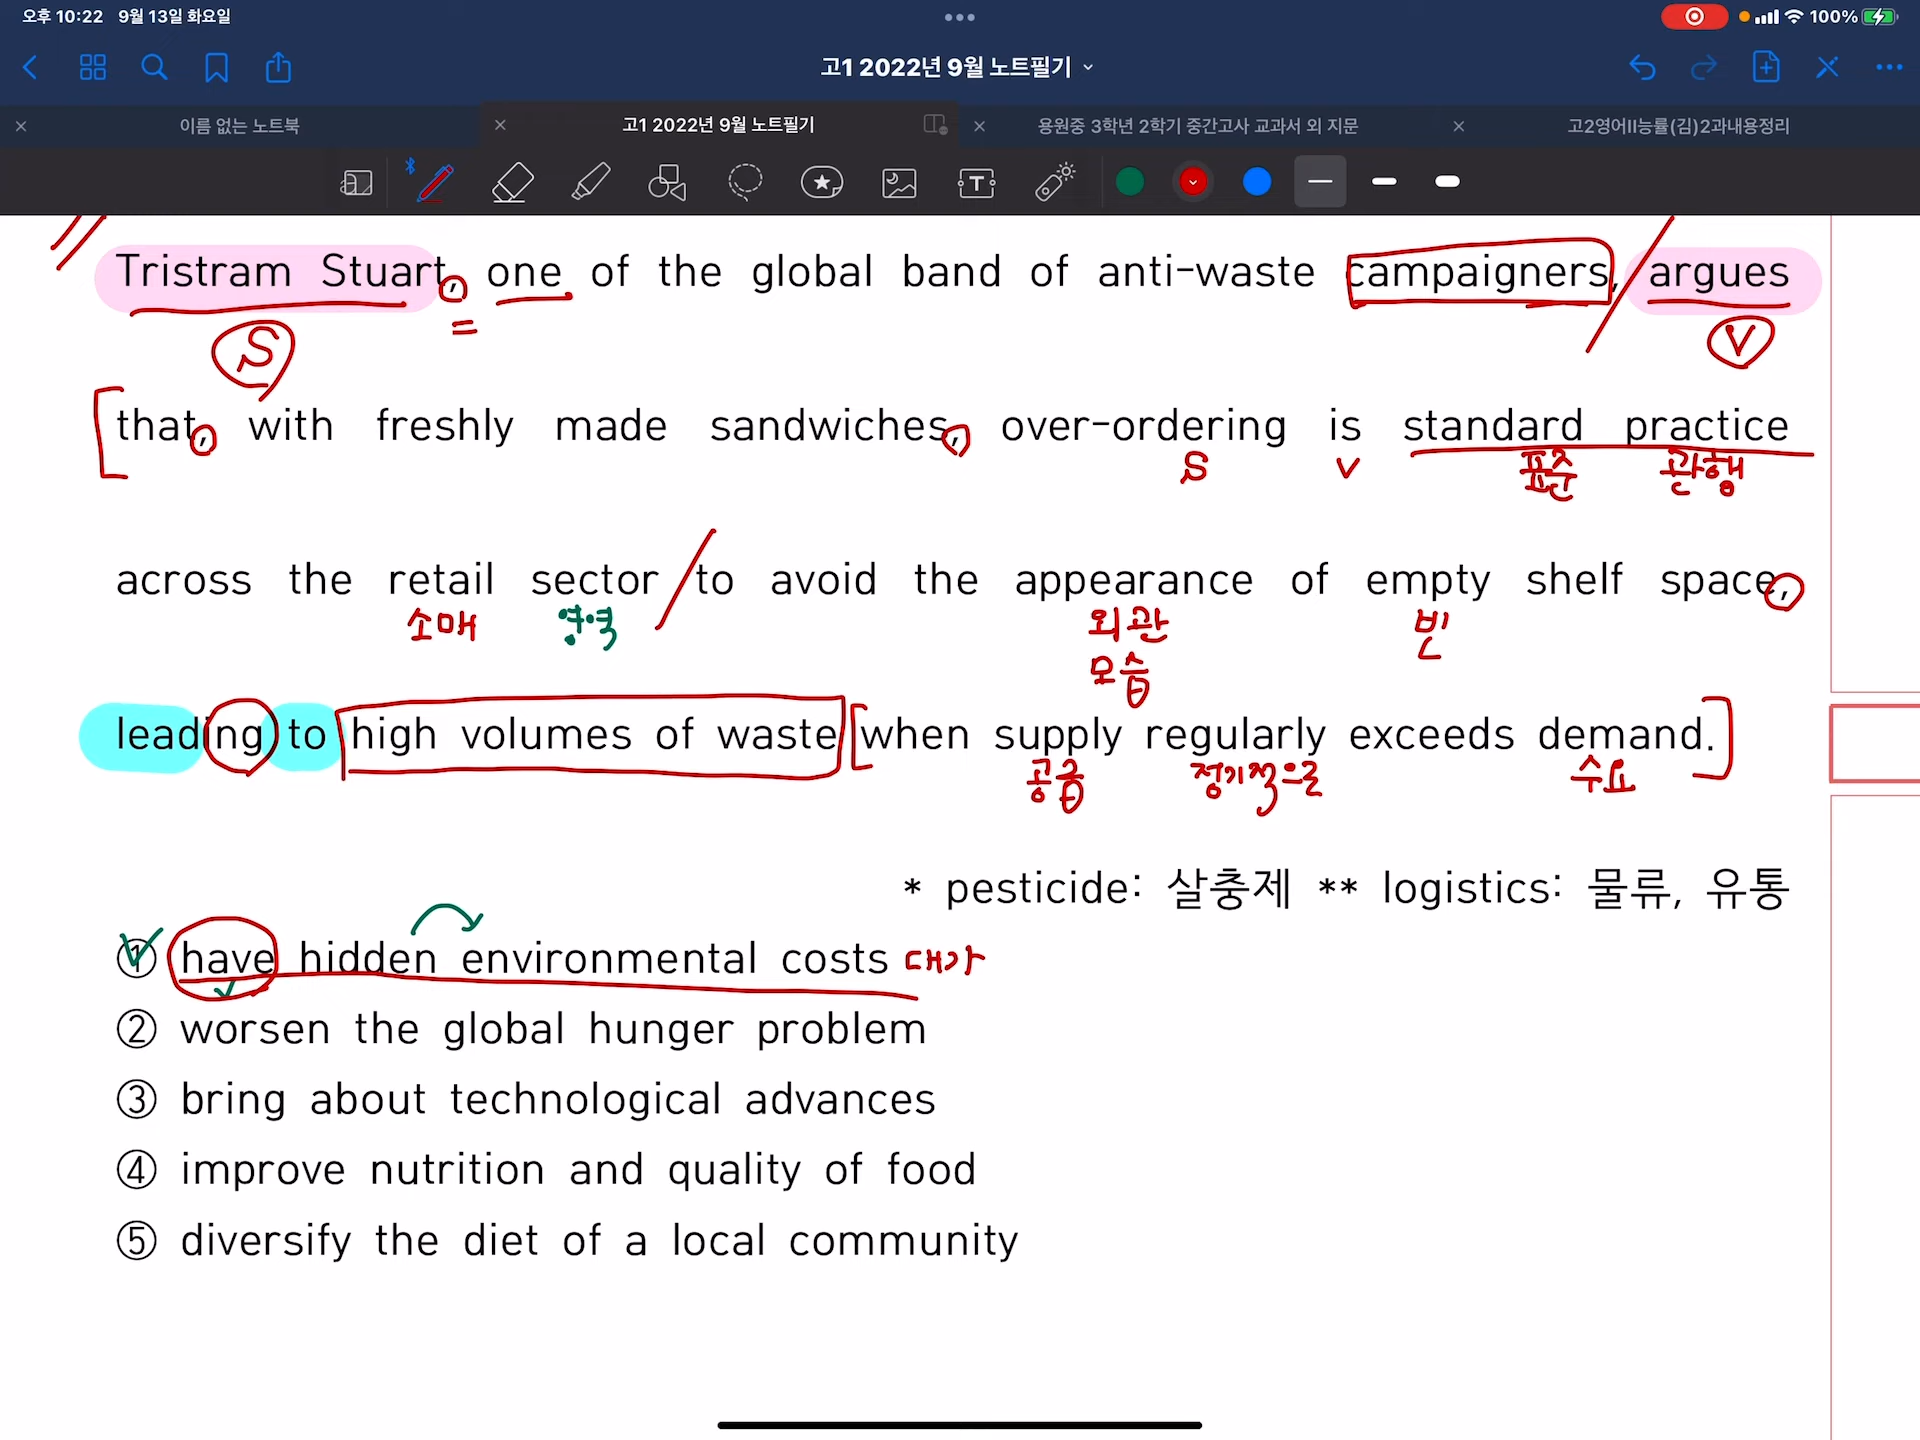 오후 10:22 9월 13일 화요일
100%
고1 2022년 9월 노트필기
이름 없는 노트북
고1 2022년 9월 노트필기
용원중 3학년 2학기 중간고사 교과서 외 지문
고2영어II능률(김)2과내용정리
Tristram Stuart, one of the global band of anti-waste campaigners, argues
= S V
that, with freshly made sandwiches, over-ordering is standard practice
S V 표준 관행
across the retail sector to avoid the appearance of empty shelf space,
소매 영역 외관 빈
모습
leading to high volumes of waste when supply regularly exceeds demand.
공급 정기적으로 수요
* pesticide: 살충제 ** logistics: 물류, 유통
① have hidden environmental costs 대가
② worsen the global hunger problem
③ bring about technological advances
④ improve nutrition and quality of food
⑤ diversify the diet of a local community